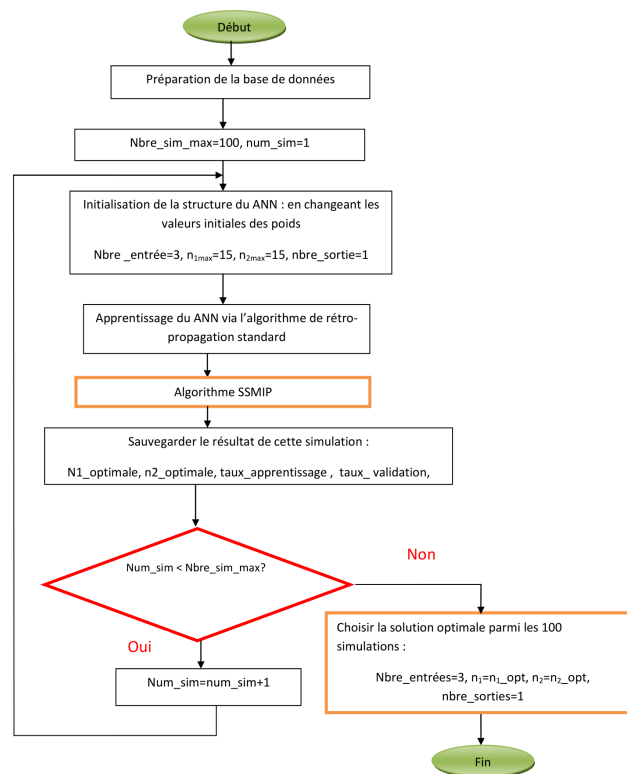 Début
Préparation de la base de données
Nbre_sim_max=100, num_sim=1
Initialisation de la structure du ANN : en changeant les
valeurs initiales des poids
Nbre _entrée=3, n1max=15, n2max=15, nbre_sortie=1
Apprentissage du ANN via l’algorithme de rétro-
propagation standard
Algorithme SSMIP
Sauvegarder le résultat de cette simulation :
N1_optimale, n2_optimale, taux_apprentissage , taux_ validation,
Num_sim < Nbre_sim_max?
Non
Oui
Choisir la solution optimale parmi les 100
simulations :
Nbre_entrées=3, n1=n1_opt, n2=n2_opt,
nbre_sorties=1
Num_sim=num_sim+1
Fin